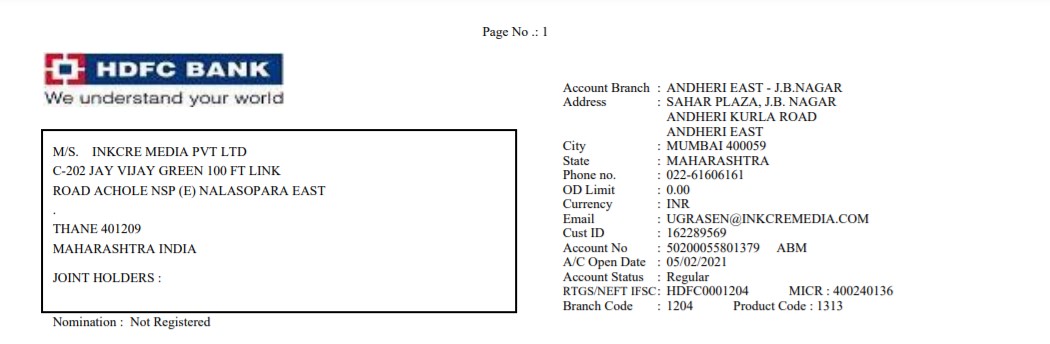 Page No .: 1
HDFC BANK
We understand your world
M/S. INKCRE MEDIA PVT LTD
C-202 JAY VIJAY GREEN 100 FT LINK
ROAD ACHOLE NSP (E) NALASOPARA EAST
.
THANE 401209
MAHARASHTRA INDIA
JOINT HOLDERS :
Nomination : Not Registered
Account Branch : ANDHERI EAST - J.B.NAGAR
Address : SAHAR PLAZA, J.B. NAGAR
ANDHERI KURLA ROAD
ANDHERI EAST
City : MUMBAI 400059
State : MAHARASHTRA
Phone no. : 022-61606161
OD Limit : 0.00
Currency : INR
Email : UGRASEN@INKCREMEDIA.COM
Cust ID : 162289569
Account No : 50200055801379 ABM
A/C Open Date : 05/02/2021
Account Status : Regular
RTGS/NEFT IFSC: HDFC0001204 MICR : 400240136
Branch Code : 1204 Product Code : 1313